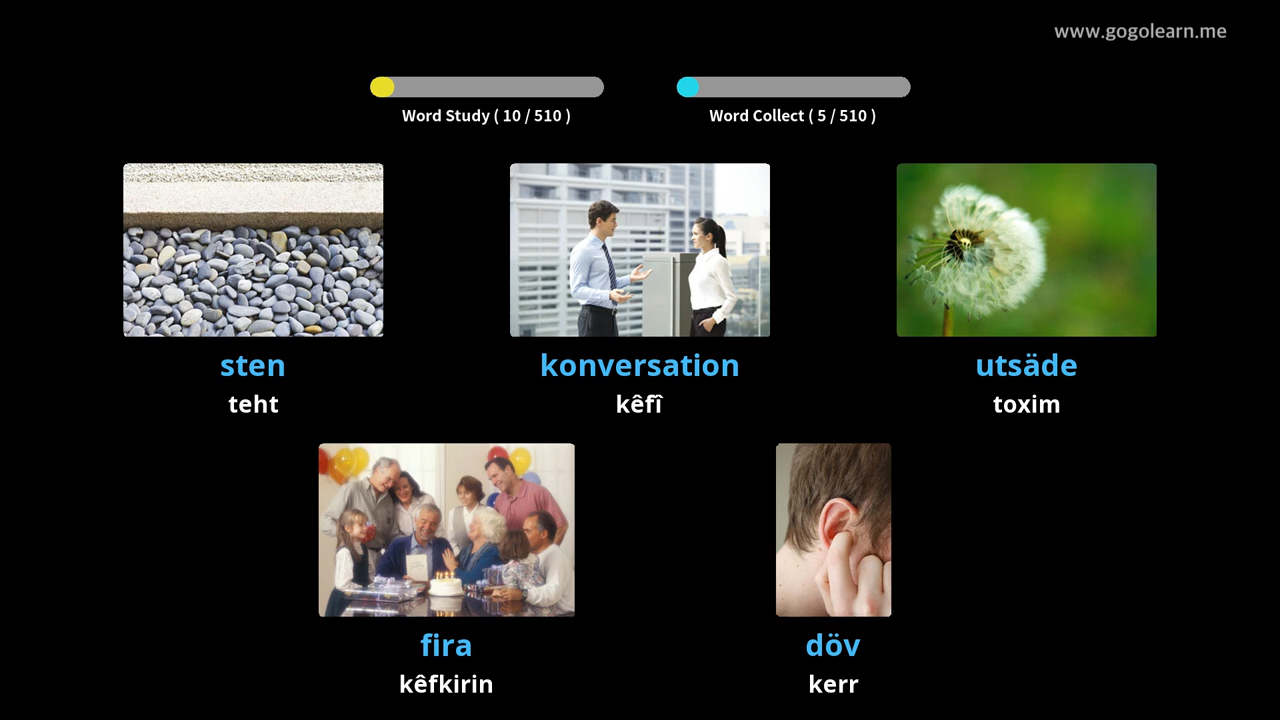 www.gogolearn.me
Word Study ( 10 / 510 )
Word Collect ( 5 / 510 )
sten
teht
konversation
kêfî
utsäde
toxim
fira
kêfkirin
döv
kerr